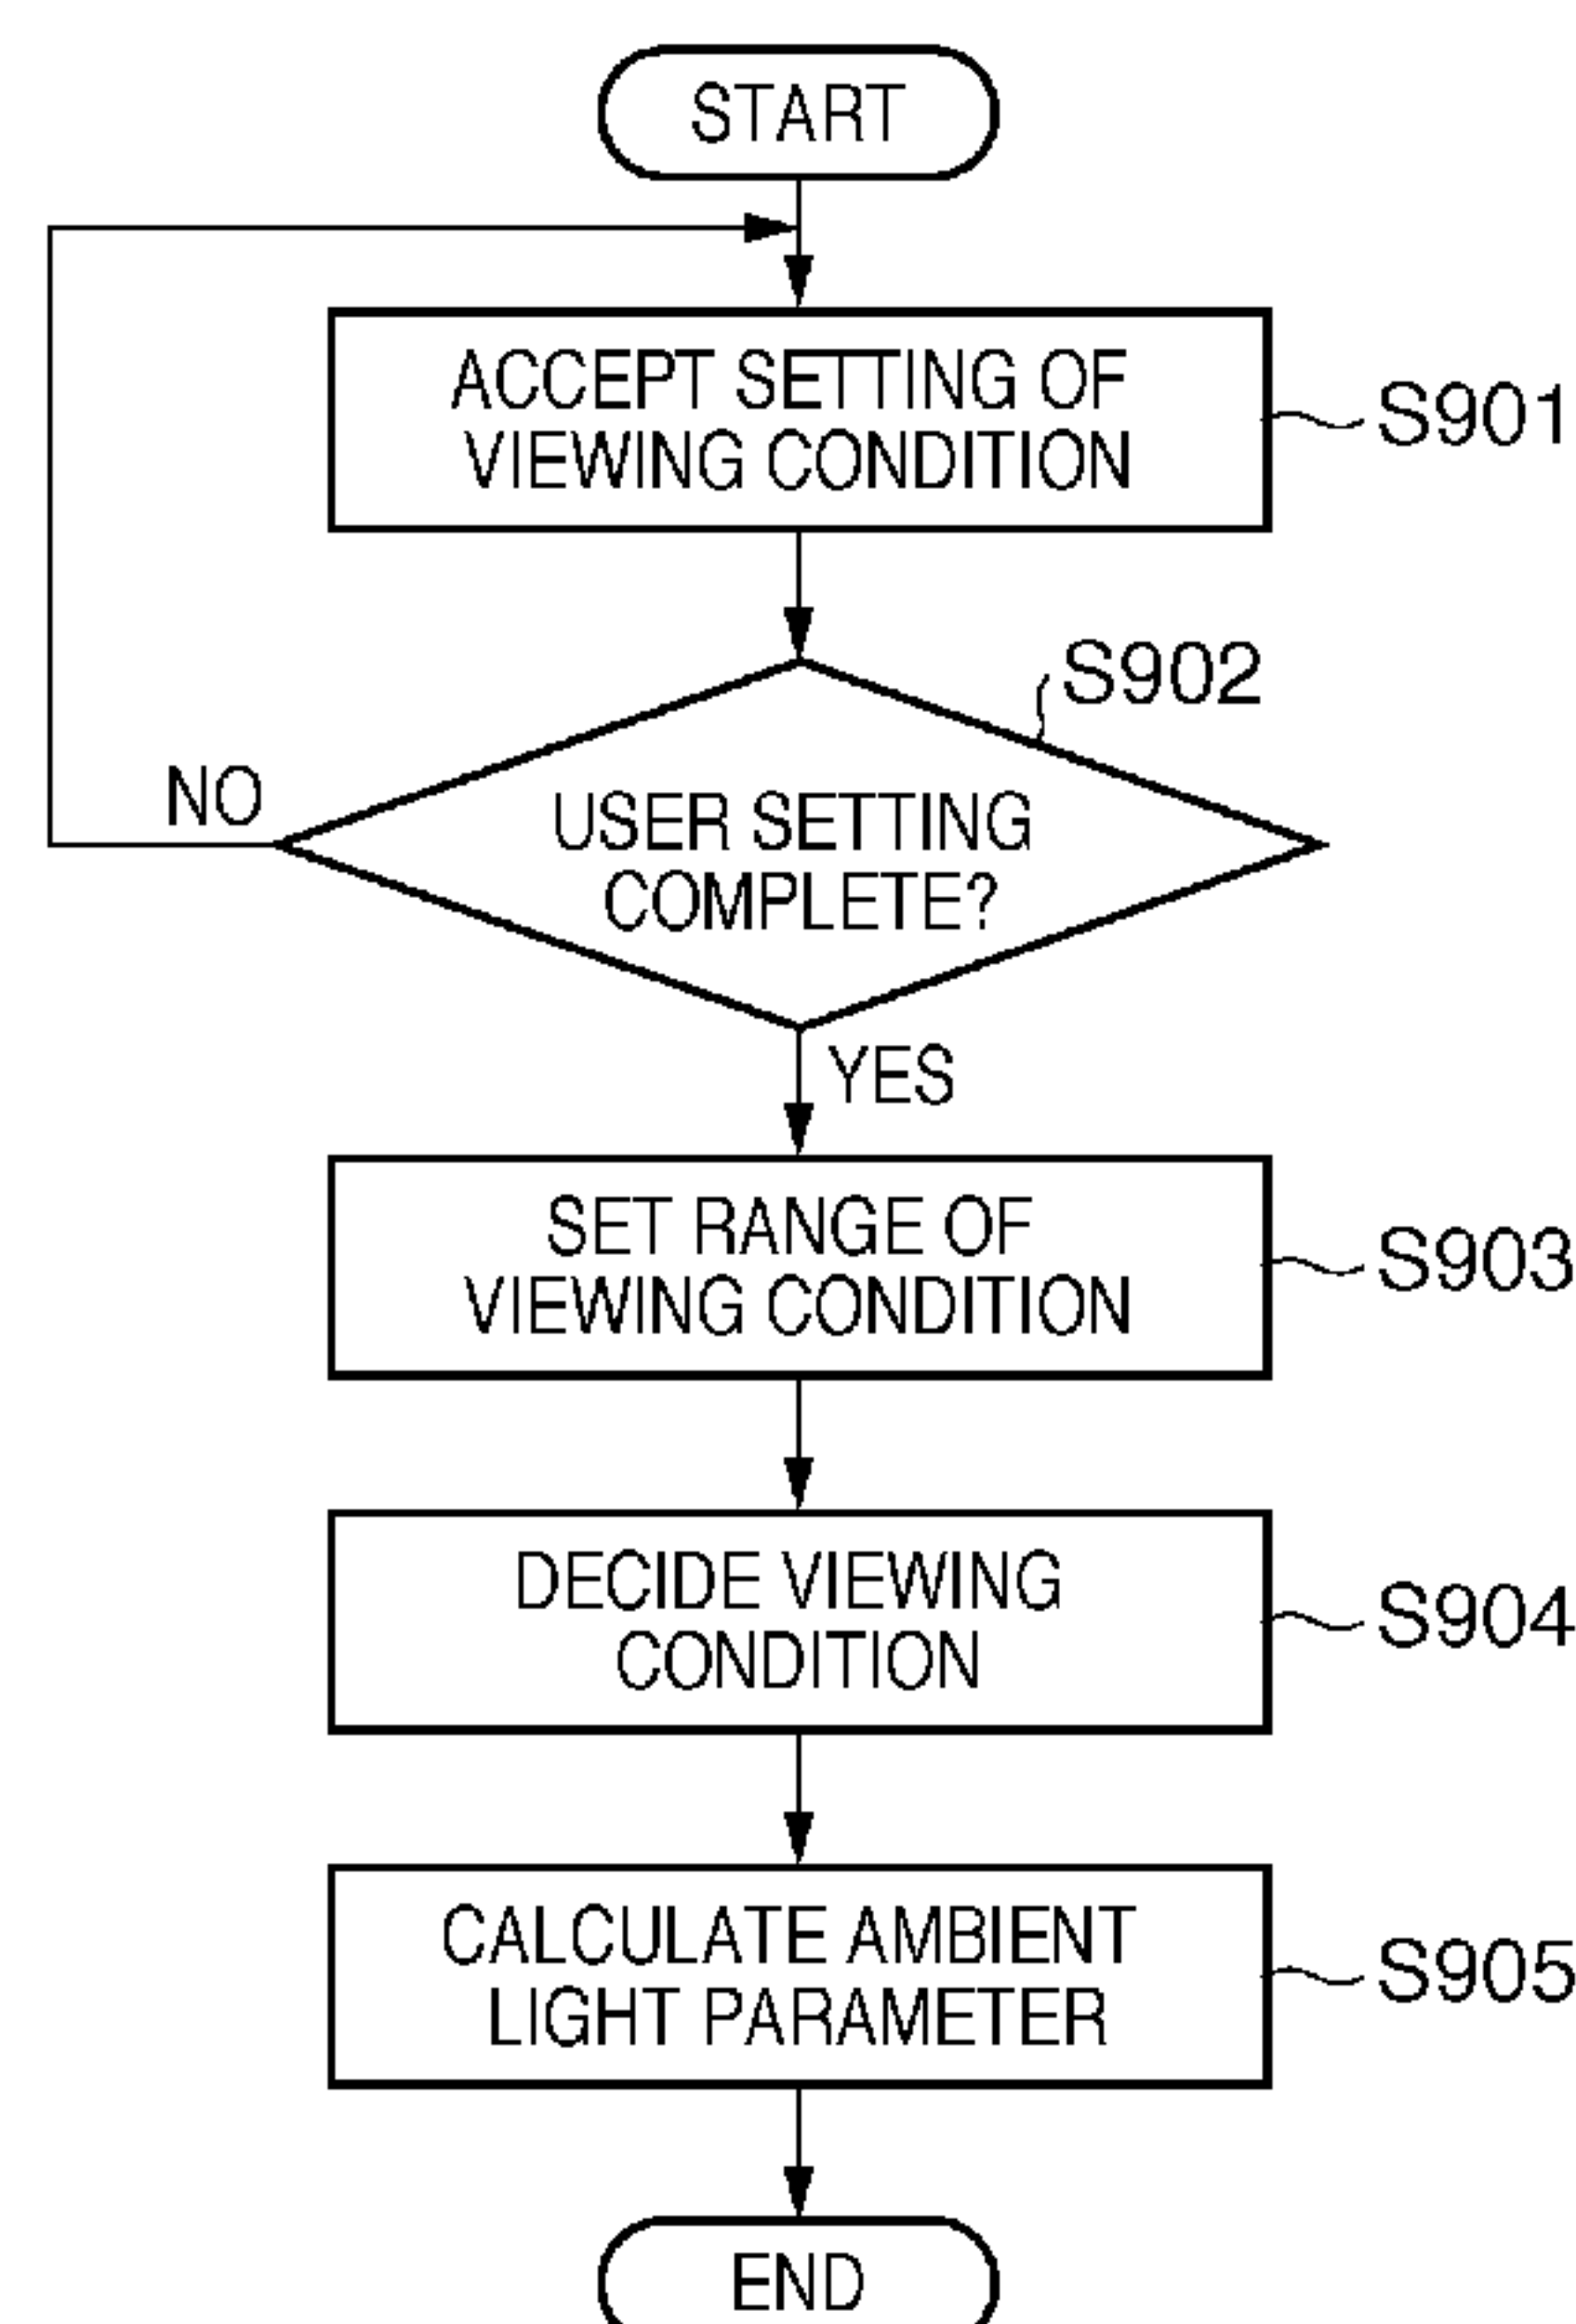 START
ACCEPT SETTING OF
VIEWING CONDITION
S901
S902
NO
USER SETTING
COMPLETE?
YES
SET RANGE OF
VIEWING CONDITION
S903
DECIDE VIEWING
CONDITION
S904
CALCULATE AMBIENT
LIGHT PARAMETER
S905
END